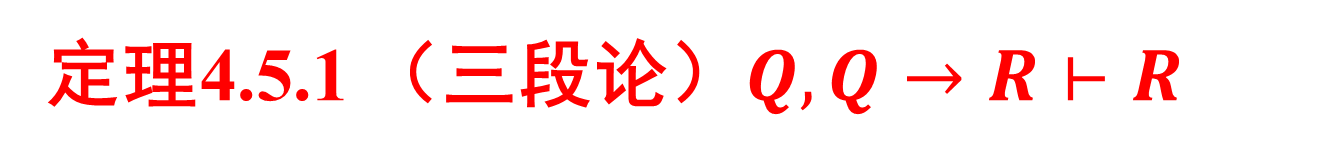 定理4.5.1（三段论）Q, Q → R ⊢ R